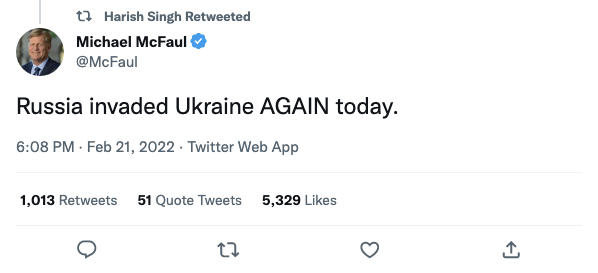 Harish Singh Retweeted
Michael McFaul
@McFaul
Russia invaded Ukraine AGAIN today.
6:08 PM · Feb 21, 2022 · Twitter Web App
1,013 Retweets 51 Quote Tweets 5,329 Likes